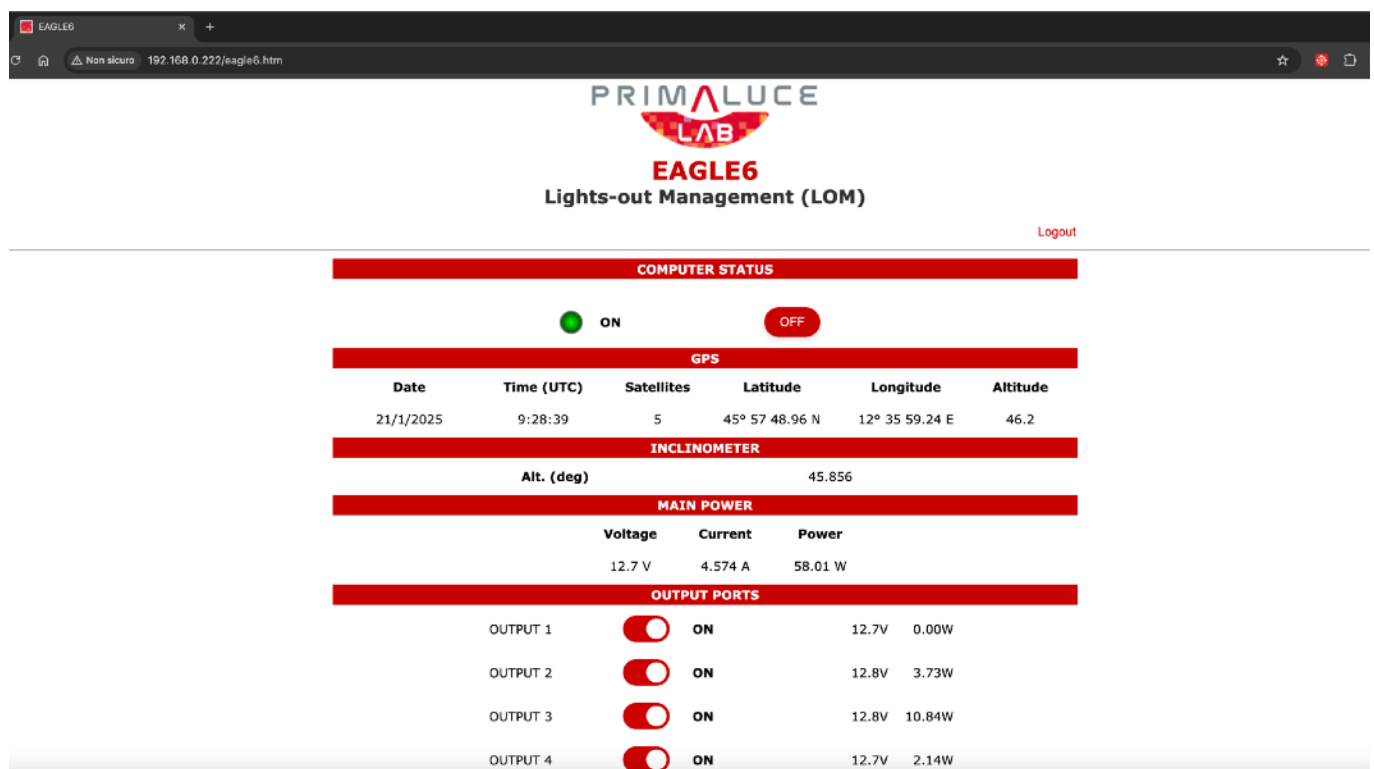 EAGLE6
Non sicuro 192.168.0.222/eagle6.htm
PRIMALUCE
LAB
EAGLE6
Lights-out Management (LOM)
Logout
COMPUTER STATUS
ON OFF
GPS
Date Time (UTC) Satellites Latitude Longitude Altitude
21/1/2025 9:28:39 5 45° 57 48.96 N 12° 35 59.24 E 46.2
INCLINOMETER
Alt. (deg) 45.856
MAIN POWER
Voltage Current Power
12.7 V 4.574 A 58.01 W
OUTPUT PORTS
OUTPUT 1 ON 12.7V 0.00W
OUTPUT 2 ON 12.8V 3.73W
OUTPUT 3 ON 12.8V 10.84W
OUTPUT 4 ON 12.7V 2.14W